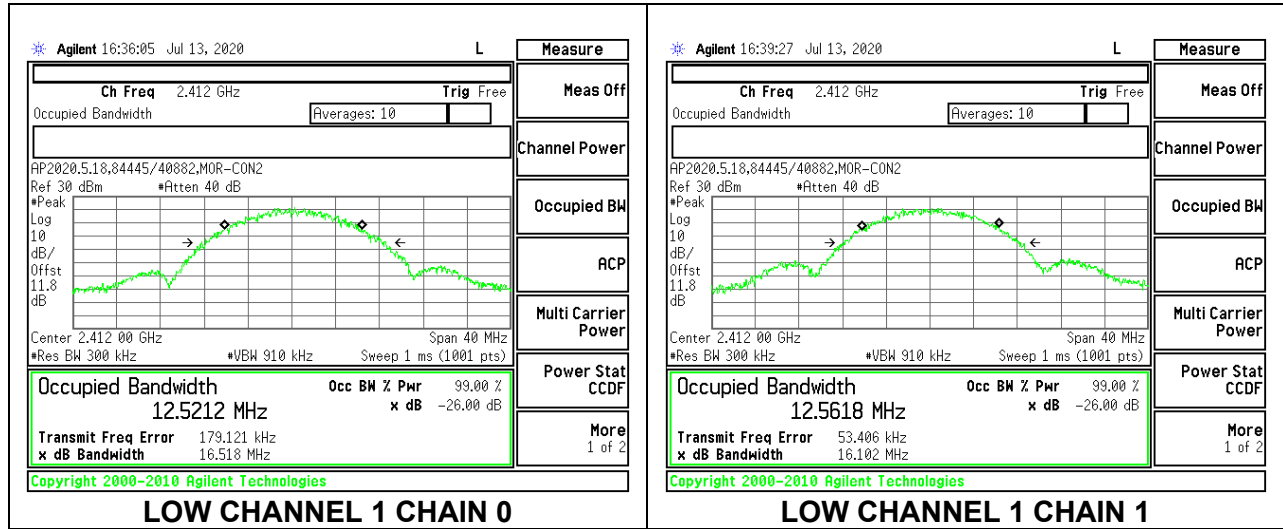 Agilent 16:36:05 Jul 13, 2020 L
Measure
Ch Freq 2.412 GHz Trig Free
Meas Off
Occupied Bandwidth Averages: 10
Channel Power
AP2020.5.18,84445/40882,MOR-CON2
Ref 30 dBm #Atten 40 dB
#Peak
Log
10
dB/
Offst
11.8
dB
Occupied BW
ACP
Multi Carrier
Power
Center 2.412 00 GHz Span 40 MHz
#Res BW 300 kHz #VBW 910 kHz Sweep 1 ms (1001 pts)
Power Stat
CCDF
Occupied Bandwidth Occ BW % Pwr 99.00 %
12.5212 MHz x dB -26.00 dB
More
1 of 2
Transmit Freq Error 179.121 kHz
x dB Bandwidth 16.518 MHz
Copyright 2000-2010 Agilent Technologies
LOW CHANNEL 1 CHAIN 0
Agilent 16:39:27 Jul 13, 2020 L
Measure
Ch Freq 2.412 GHz Trig Free
Meas Off
Occupied Bandwidth Averages: 10
Channel Power
AP2020.5.18,84445/40882,MOR-CON2
Ref 30 dBm #Atten 40 dB
#Peak
Log
10
dB/
Offst
11.8
dB
Occupied BW
ACP
Multi Carrier
Power
Center 2.412 00 GHz Span 40 MHz
#Res BW 300 kHz #VBW 910 kHz Sweep 1 ms (1001 pts)
Power Stat
CCDF
Occupied Bandwidth Occ BW % Pwr 99.00 %
12.5618 MHz x dB -26.00 dB
More
1 of 2
Transmit Freq Error 53.406 kHz
x dB Bandwidth 16.102 MHz
Copyright 2000-2010 Agilent Technologies
LOW CHANNEL 1 CHAIN 1